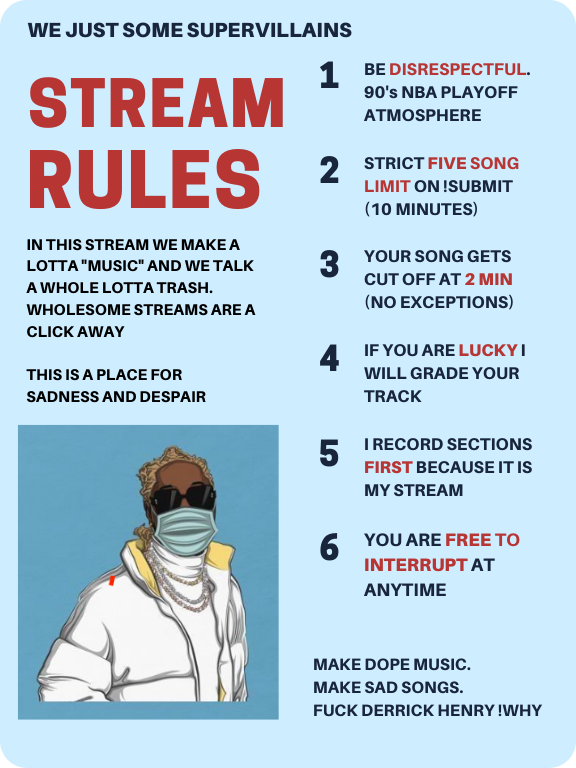 WE JUST SOME SUPERVILLAINS
STREAM
RULES
IN THIS STREAM WE MAKE A
LOTTA "MUSIC" AND WE TALK
A WHOLE LOTTA TRASH.
WHOLESOME STREAMS ARE A
CLICK AWAY
THIS IS A PLACE FOR
SADNESS AND DESPAIR
1 BE DISRESPECTFUL.
90's NBA PLAYOFF
ATMOSPHERE
2 STRICT FIVE SONG
LIMIT ON !SUBMIT
(10 MINUTES)
3 YOUR SONG GETS
CUT OFF AT 2 MIN
(NO EXCEPTIONS)
4 IF YOU ARE LUCKY I
WILL GRADE YOUR
TRACK
5 I RECORD SECTIONS
FIRST BECAUSE IT IS
MY STREAM
6 YOU ARE FREE TO
INTERRUPT AT
ANYTIME
MAKE DOPE MUSIC.
MAKE SAD SONGS.
FUCK DERRICK HENRY !WHY